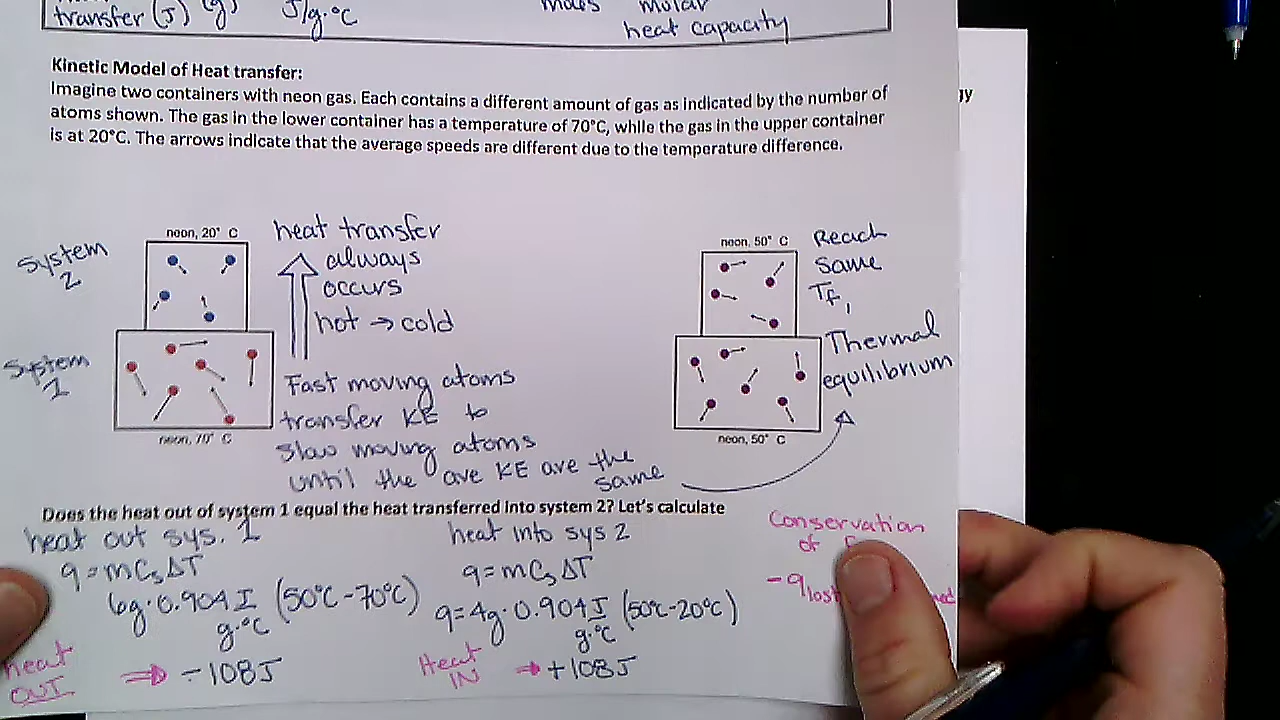 transfer (J) (g) J/g·°C moles molar
heat capacity
Kinetic Model of Heat transfer:
Imagine two containers with neon gas. Each contains a different amount of gas as indicated by the number of
atoms shown. The gas in the lower container has a temperature of 70°C, while the gas in the upper container
is at 20°C. The arrows indicate that the average speeds are different due to the temperature difference.
gy
System
2
neon, 20° C
heat transfer
always
occurs
hot → cold
System
1
neon, 70° C
Fast moving atoms
transfer KE to
slow moving atoms
until the ave KE are the
same
neon, 50° C
Reach
same
Tf,
Thermal
equilibrium
neon, 50° C
Does the heat out of system 1 equal the heat transferred into system 2? Let's calculate
heat out sys. 1
q = mCsΔT
6g·0.904 J (50°C-70°C)
g·°C
heat OUT
⇒ -108J
heat into sys 2
q = mCsΔT
q = 4g·0.904 J (50°C-20°C)
g·°C
Heat IN
→ +108J
Conservation
of
-q lost